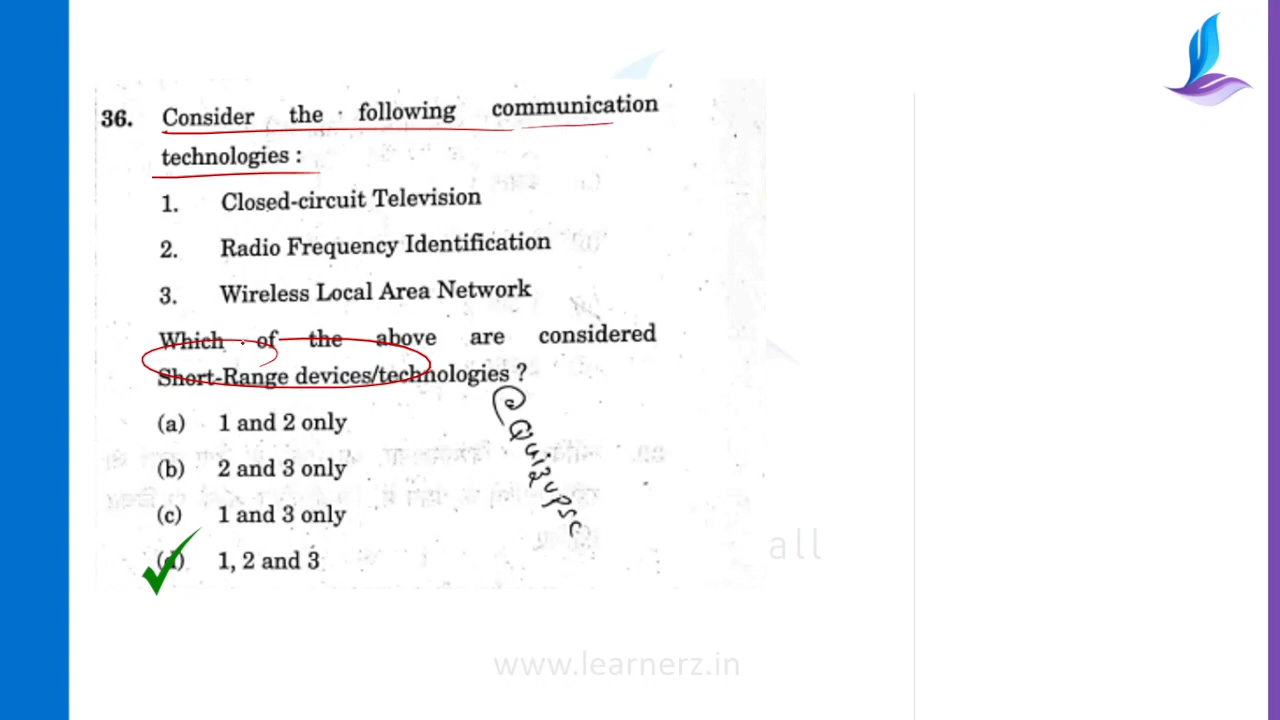 36. Consider the following communication
technologies :
1. Closed-circuit Television
2. Radio Frequency Identification
3. Wireless Local Area Network
Which of the above are considered
Short-Range devices/technologies ?
(a) 1 and 2 only
(b) 2 and 3 only
(c) 1 and 3 only
(d) 1, 2 and 3
@Quizupsc
all
www.learnerz.in